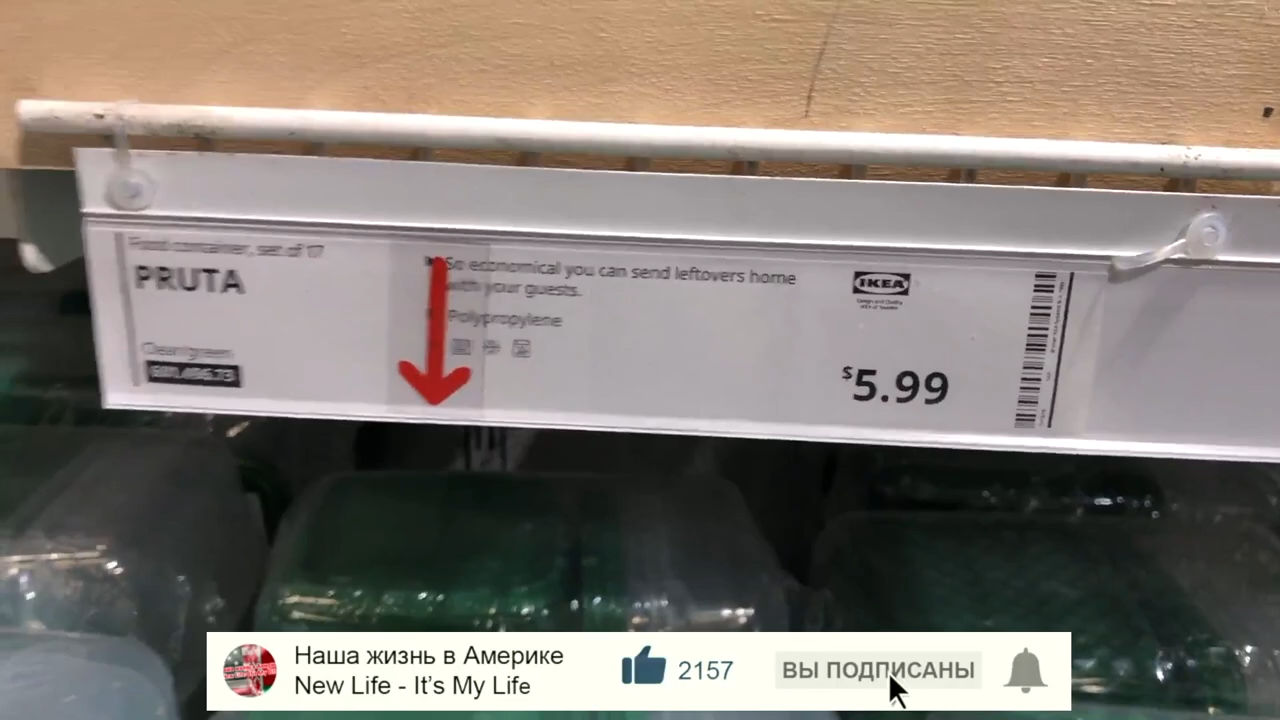 Food container, set of 17
PRUTA
Clear/green
So economical you can send leftovers home
with your guests.
Polypropylene
IKEA
$5.99
Наша жизнь в Америке
New Life - It's My Life
2157
ВЫ ПОДПИСАНЫ